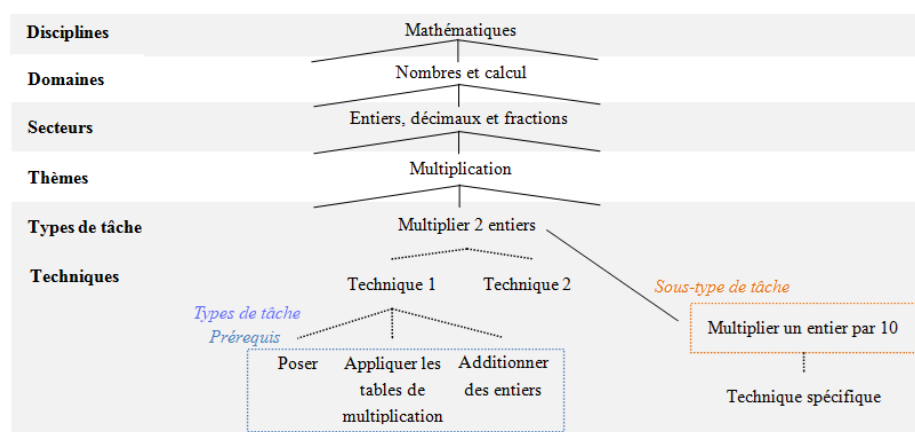 Disciplines
Mathématiques
Domaines
Nombres et calcul
Secteurs
Entiers, décimaux et fractions
Thèmes
Multiplication
Types de tâche
Multiplier 2 entiers
Techniques
Technique 1
Technique 2
Sous-type de tâche
Types de tâche
Prérequis
Multiplier un entier par 10
Poser
Appliquer les
tables de
multiplication
Additionner
des entiers
Technique spécifique